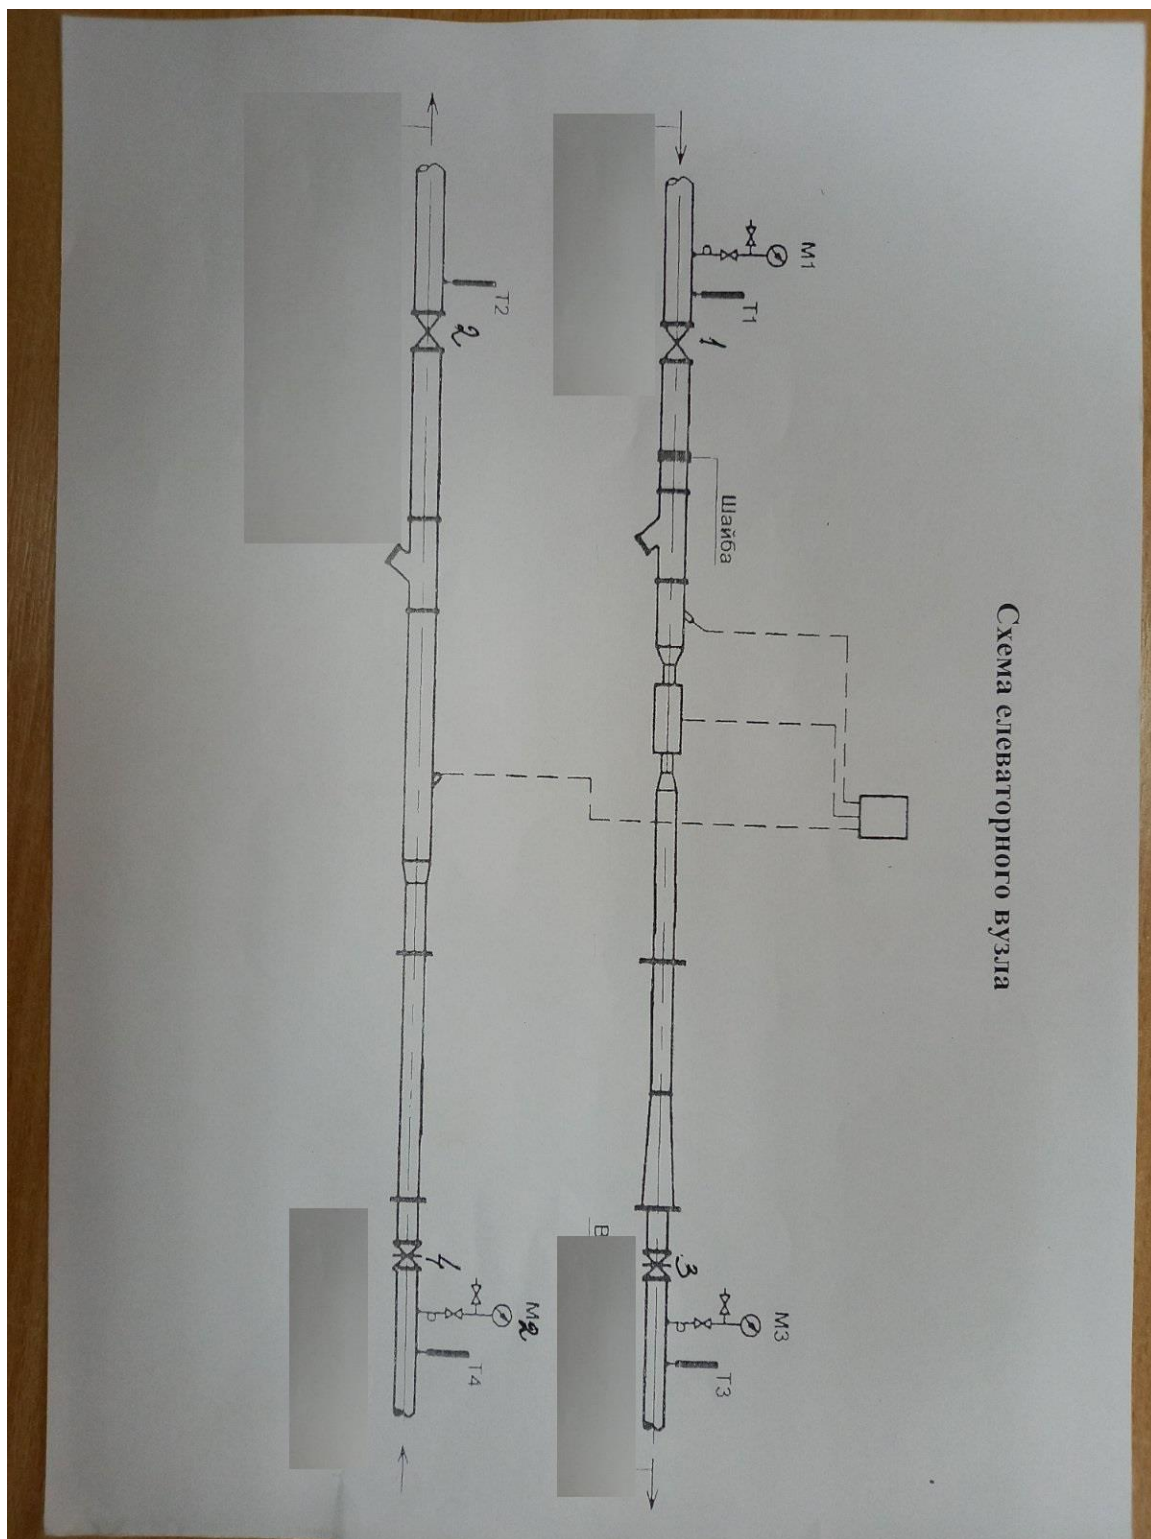 Схема елеваторного вузла
М1
Т1
1
Шайба
3
М3
Т3
В
Т2
2
4
М2
Т4